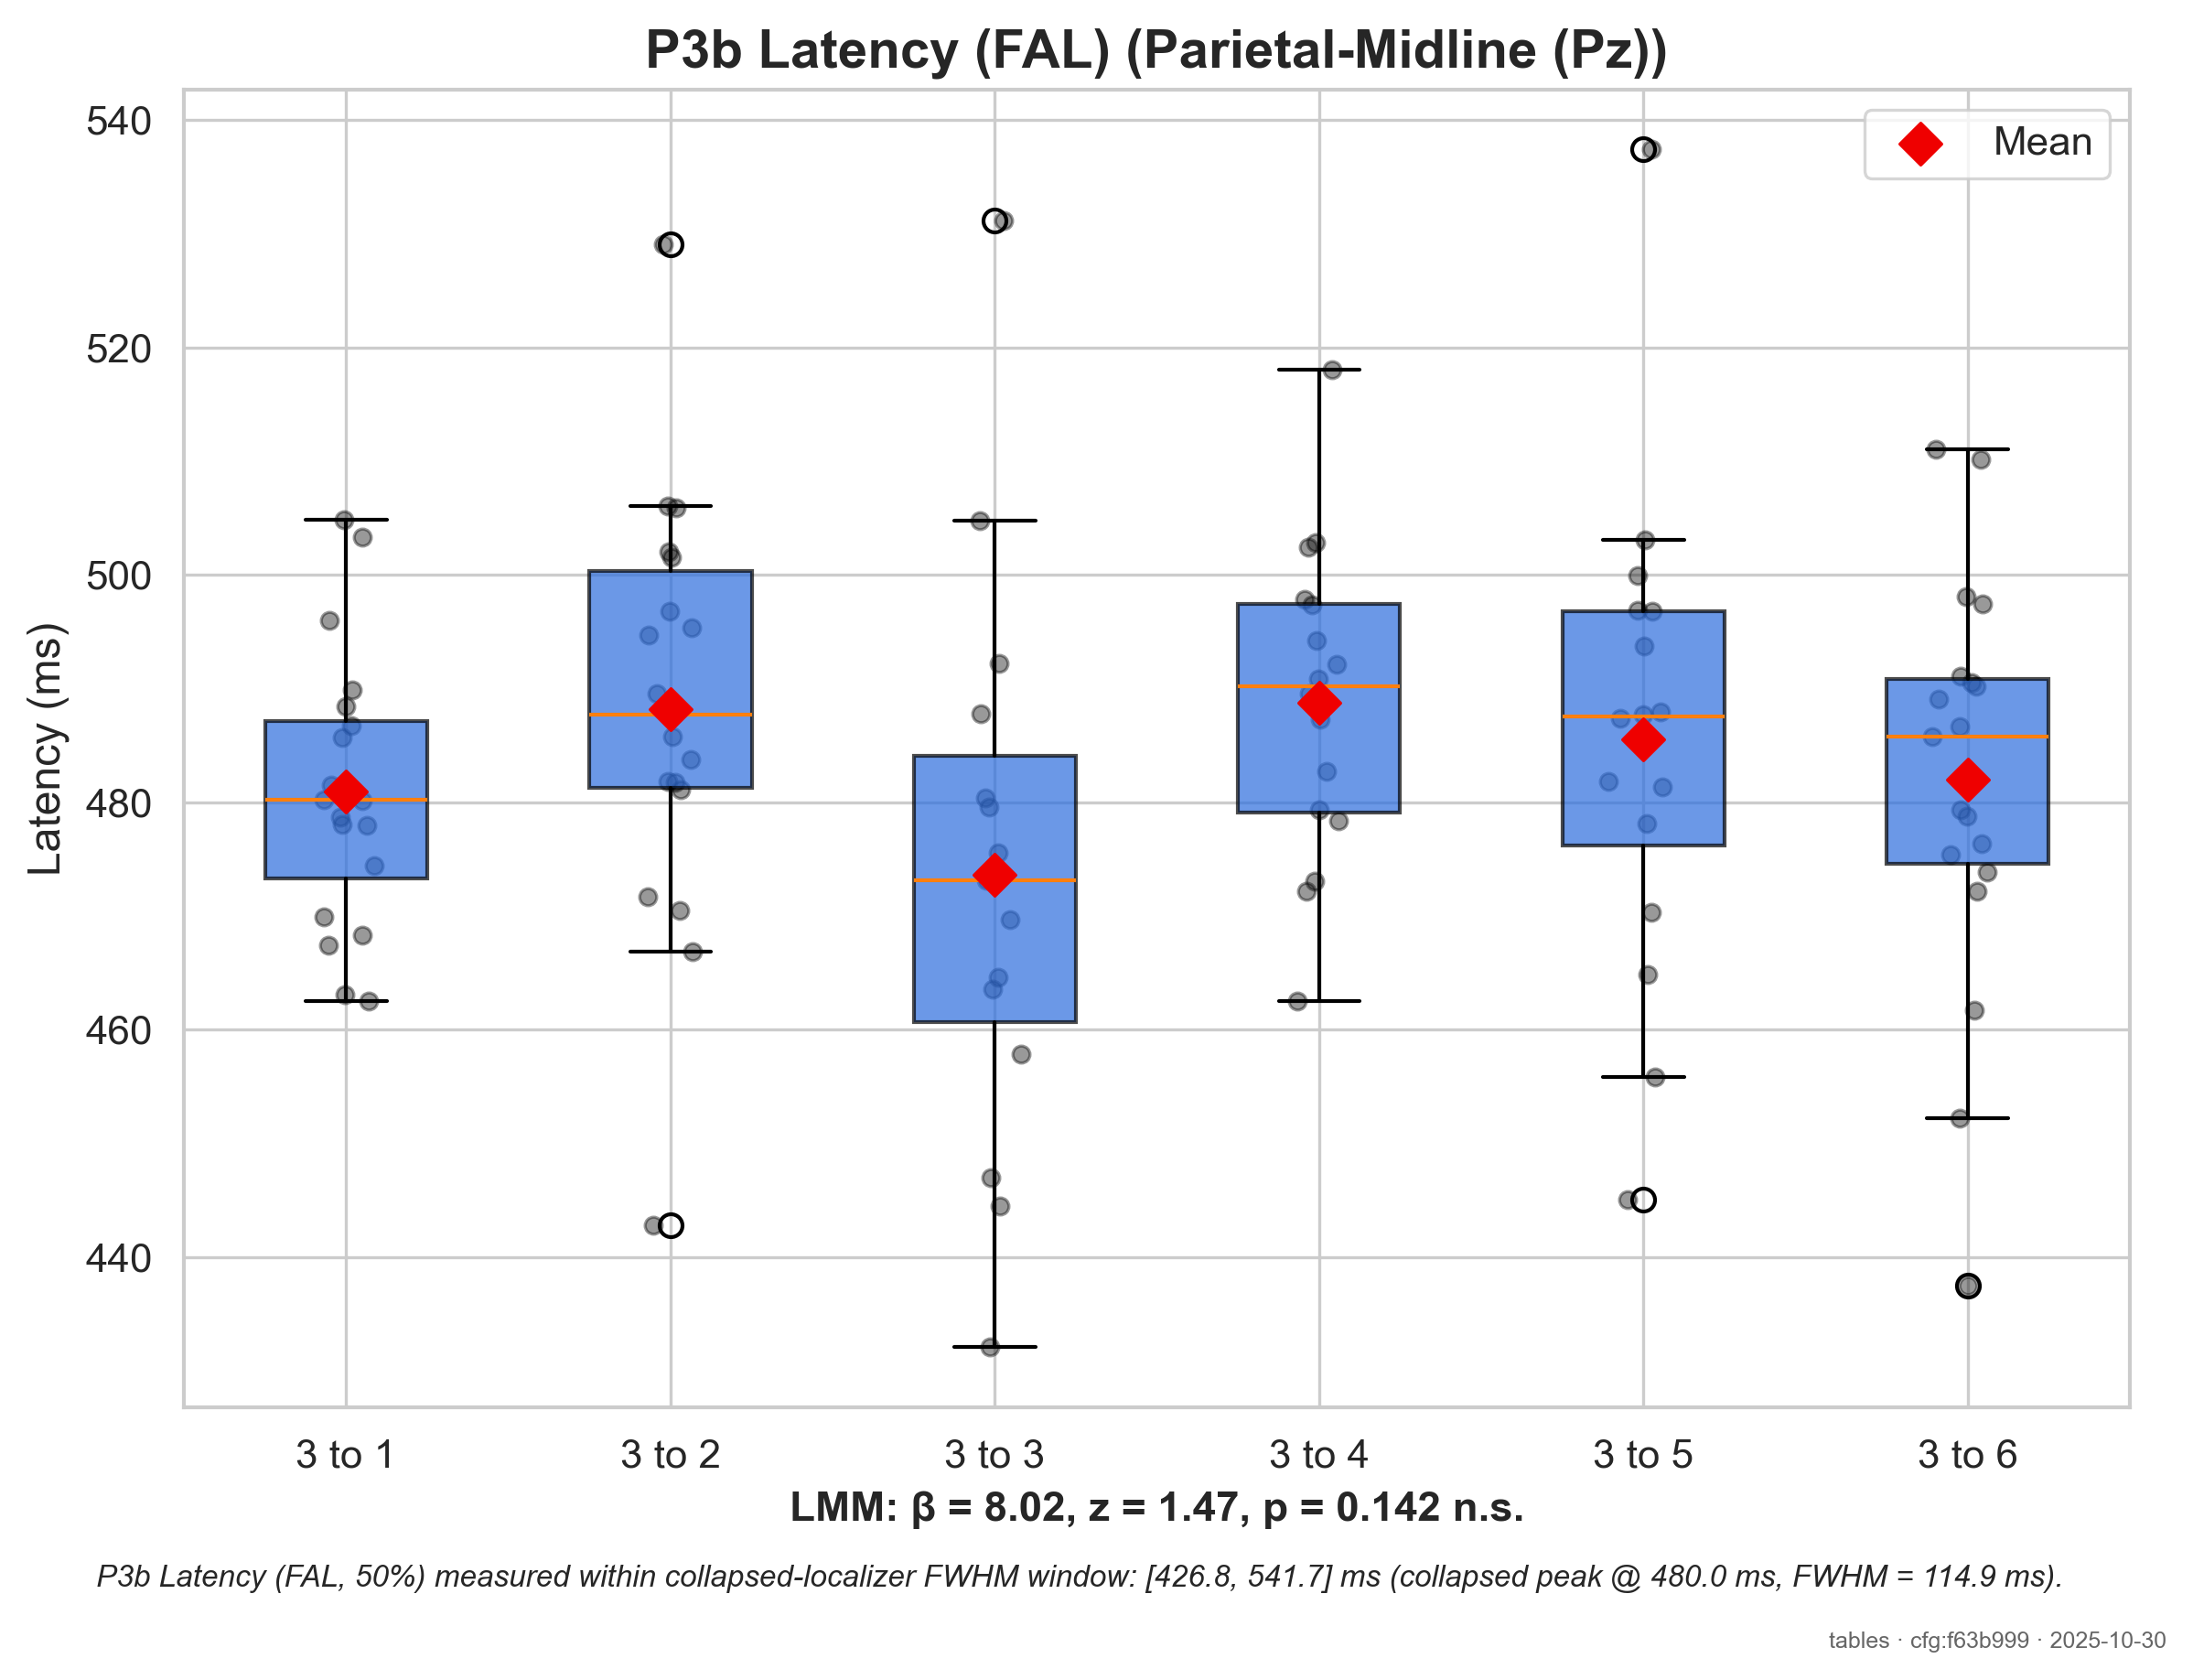 P3b Latency (FAL) (Parietal-Midline (Pz))
Mean
Latency (ms)
540
520
500
480
460
440
3 to 1 3 to 2 3 to 3 3 to 4 3 to 5 3 to 6
LMM: β = 8.02, z = 1.47, p = 0.142 n.s.
P3b Latency (FAL, 50%) measured within collapsed-localizer FWHM window: [426.8, 541.7] ms (collapsed peak @ 480.0 ms, FWHM = 114.9 ms).
tables · cfg:f63b999 · 2025-10-30